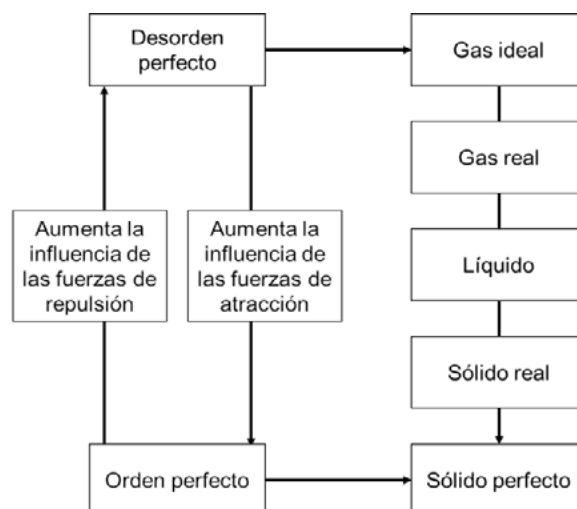 Desorden
perfecto
Gas ideal
Gas real
Aumenta la
influencia de
las fuerzas de
repulsión
Aumenta la
influencia de
las fuerzas de
atracción
Líquido
Sólido real
Orden perfecto
Sólido perfecto